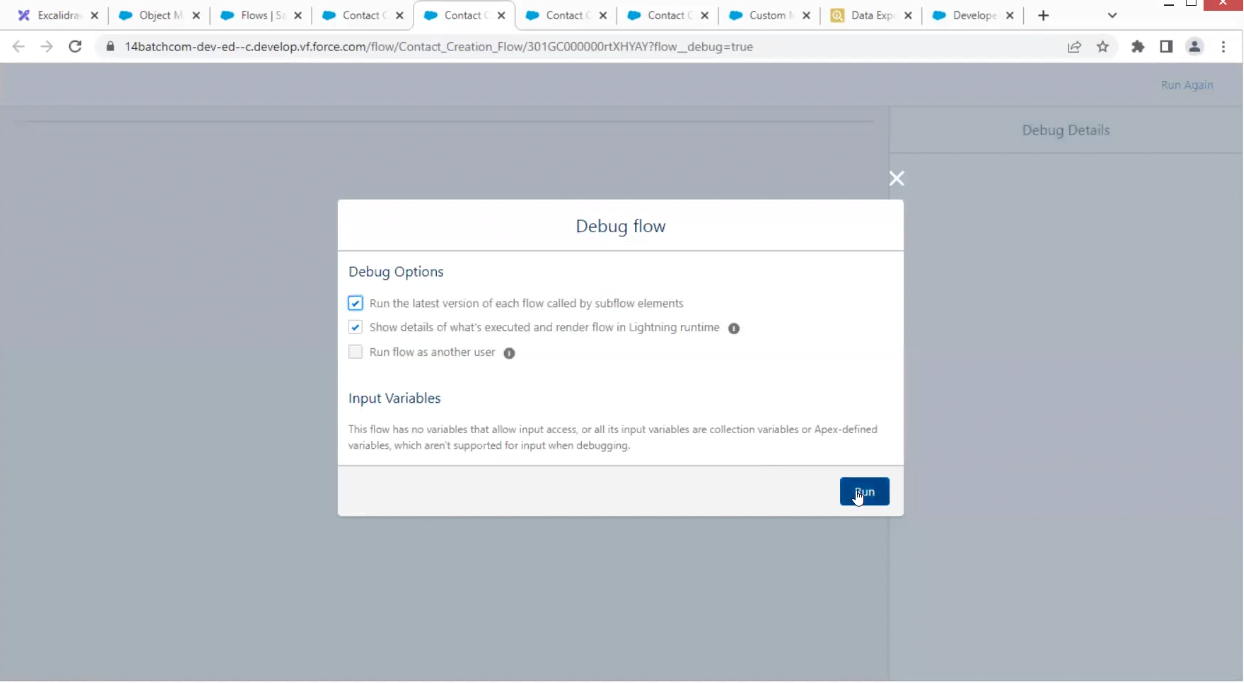 Excalidra
Object M
Flows | Sa
Contact C
Contact C
Contact C
Contact C
Custom M
Data Exp
Develope
14batchcom-dev-ed--c.develop.vf.force.com/flow/Contact_Creation_Flow/301GC000000rtXHYAY?flow__debug=true
Run Again
Debug Details
Debug flow
Debug Options
Run the latest version of each flow called by subflow elements
Show details of what's executed and render flow in Lightning runtime
Run flow as another user
Input Variables
This flow has no variables that allow input access, or all its input variables are collection variables or Apex-defined
variables, which aren't supported for input when debugging.
Run